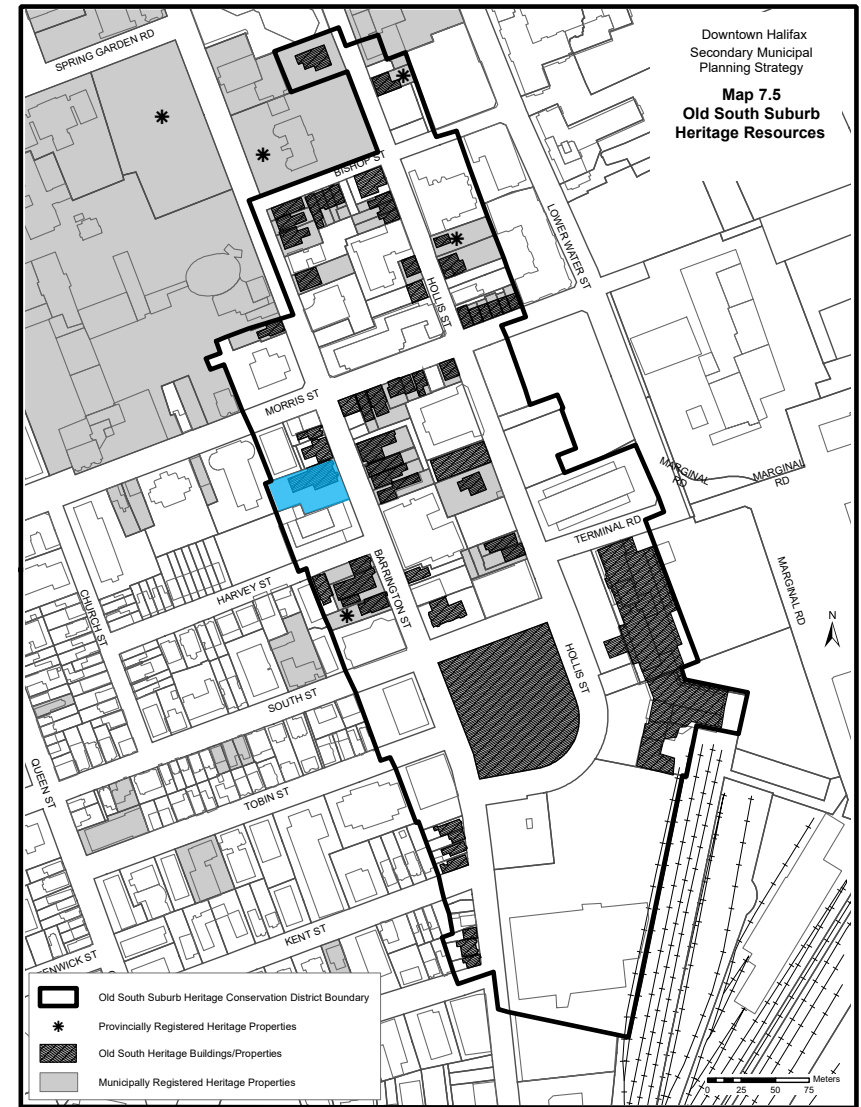 Downtown Halifax
Secondary Municipal
Planning Strategy
Map 7.5
Old South Suburb
Heritage Resources
SPRING GARDEN RD
BISHOP ST
LOWER WATER ST
HOLLIS ST
MORRIS ST
MARGINAL
RD
MARGINAL
RD
TERMINAL RD
MARGINAL RD
BARRINGTON ST
HARVEY ST
CHURCH ST
HOLLIS ST
N
SOUTH ST
QUEEN ST
TOBIN ST
KENT ST
ENWICK ST
Old South Suburb Heritage Conservation District Boundary
Provincially Registered Heritage Properties
Old South Heritage Buildings/Properties
Municipally Registered Heritage Properties
Meters
0 25 50 75